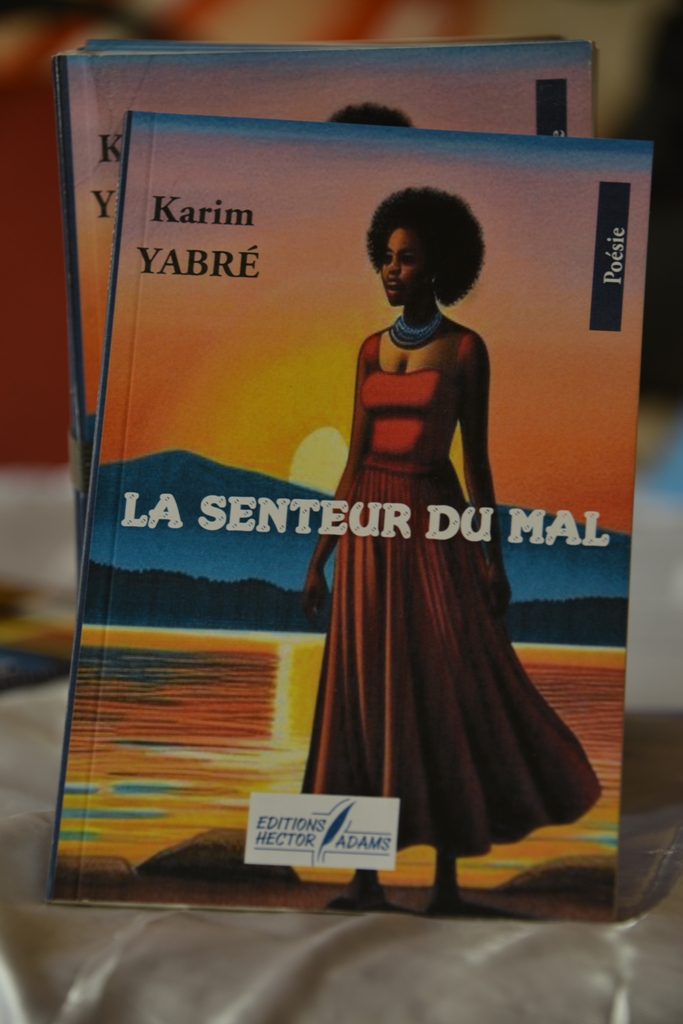 Karim
YABRÉ
Poésie
LA SENTEUR DU MAL
EDITIONS
HECTOR ADAMS
K
Y
e